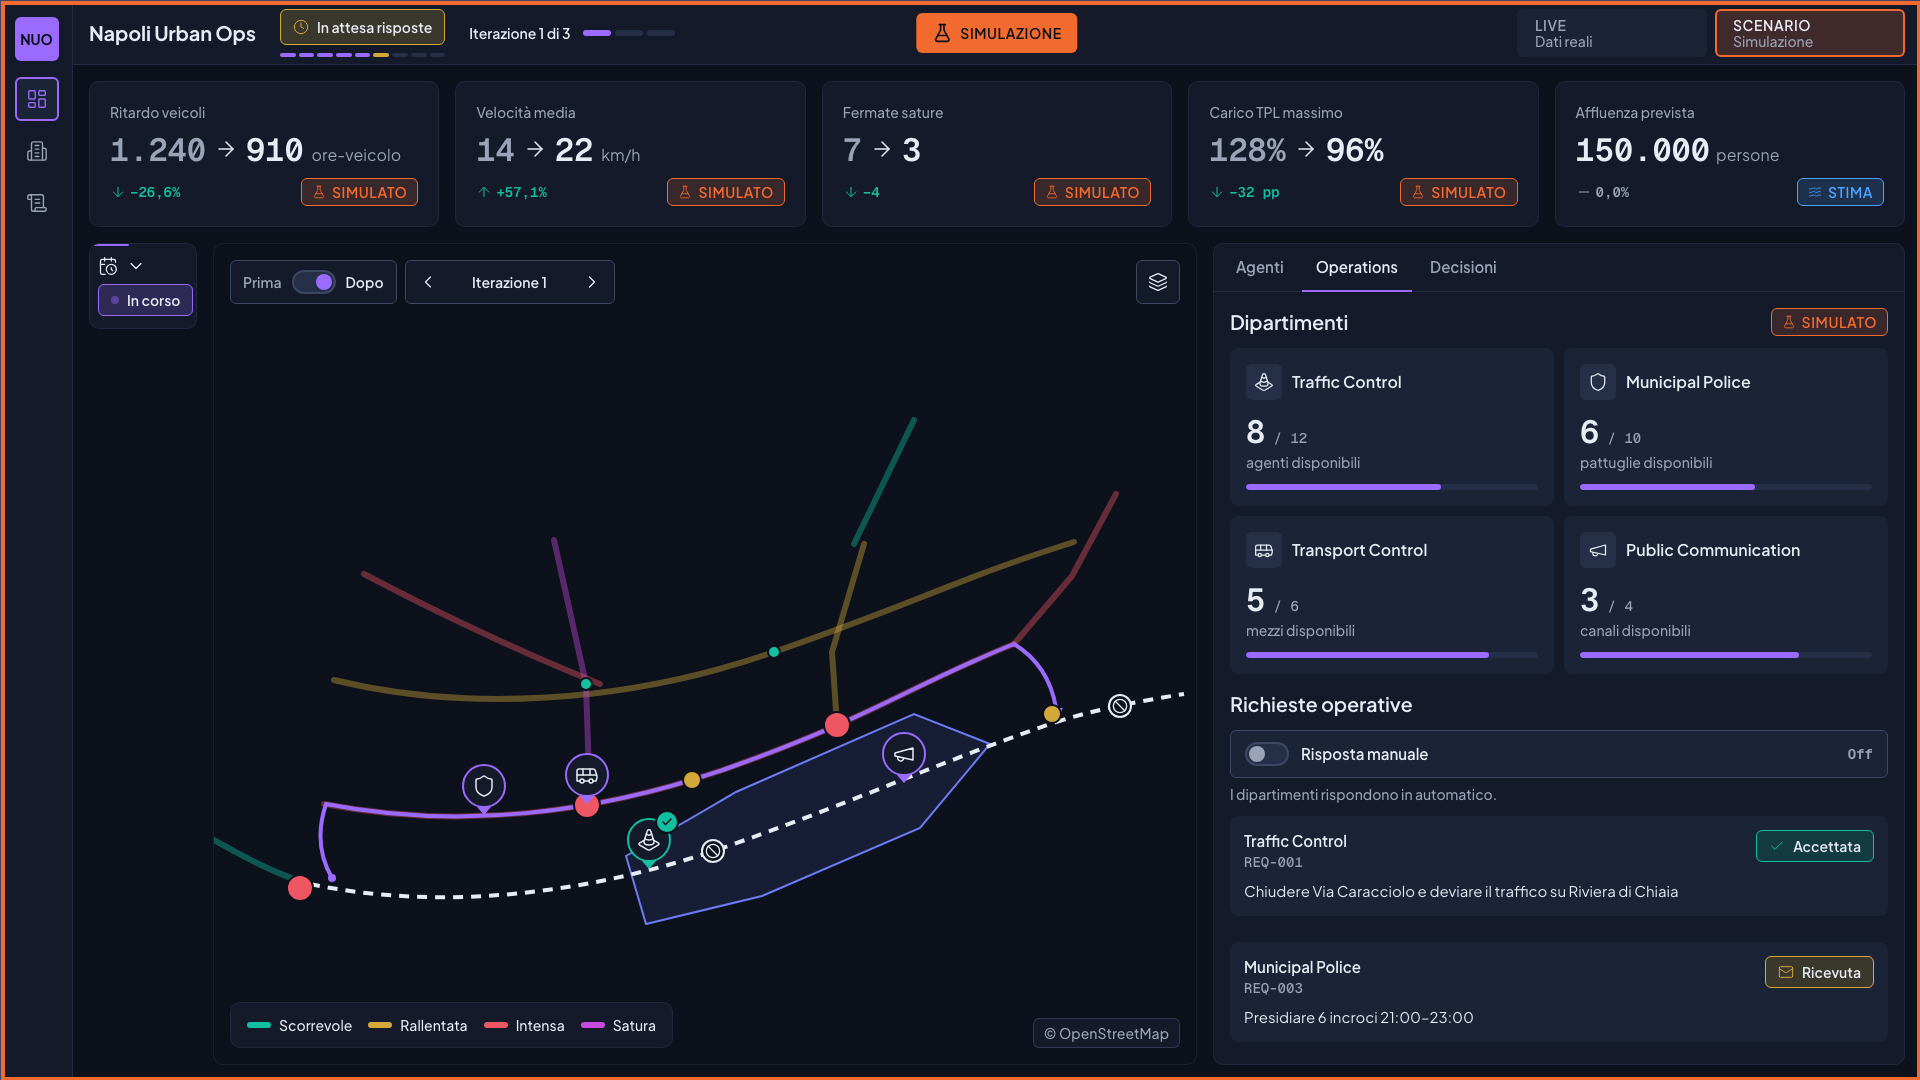 NUO
Napoli Urban Ops
In attesa risposte
Iterazione 1 di 3
SIMULAZIONE
LIVE
Dati reali
SCENARIO
Simulazione
Ritardo veicoli
1.240 → 910 ore-veicolo
↓ -26,6%
SIMULATO
Velocità media
14 → 22 km/h
↑ +57,1%
SIMULATO
Fermate sature
7 → 3
↓ -4
SIMULATO
Carico TPL massimo
128% → 96%
↓ -32 pp
SIMULATO
Affluenza prevista
150.000 persone
— 0,0%
STIMA
In corso
Prima
Dopo
Iterazione 1
Scorrevole
Rallentata
Intensa
Satura
© OpenStreetMap
Agenti
Operations
Decisioni
Dipartimenti
SIMULATO
Traffic Control
8 / 12
agenti disponibili
Municipal Police
6 / 10
pattuglie disponibili
Transport Control
5 / 6
mezzi disponibili
Public Communication
3 / 4
canali disponibili
Richieste operative
Risposta manuale
Off
I dipartimenti rispondono in automatico.
Traffic Control
REQ-001
Accettata
Chiudere Via Caracciolo e deviare il traffico su Riviera di Chiaia
Municipal Police
REQ-003
Ricevuta
Presidiare 6 incroci 21:00–23:00